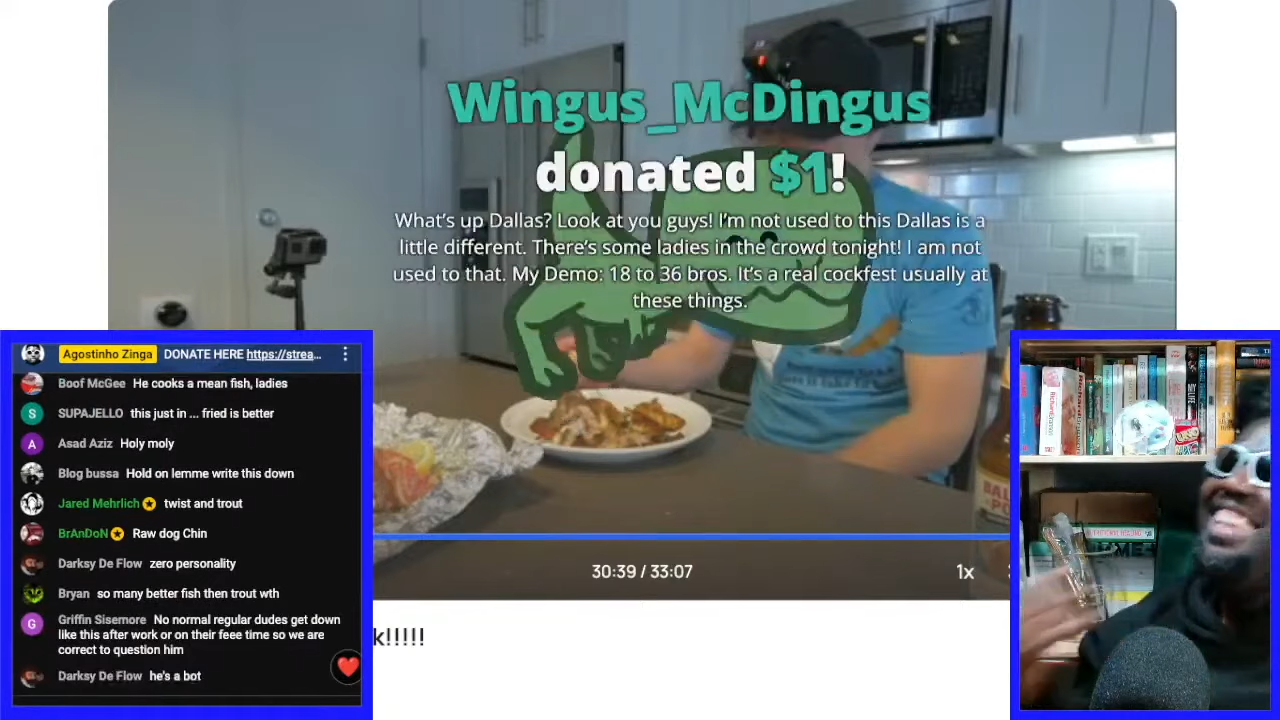 Wingus_McDingus
donated $1!
What's up Dallas? Look at you guys! I'm not used to this Dallas is a
little different. There's some ladies in the crowd tonight! I am not
used to that. My Demo: 18 to 36 bros. It's a real cockfest usually at
these things.
Agostinho Zinga DONATE HERE https://strea...
Boof McGee He cooks a mean fish, ladies
S SUPAJELLO this just in ... fried is better
A Asad Aziz Holy moly
Blog bussa Hold on lemme write this down
Jared Mehrlich twist and trout
BrAnDoN Raw dog Chin
Darksy De Flow zero personality
Bryan so many better fish then trout wth
G Griffin Sisemore No normal regular dudes get down
like this after work or on their feee time so we are
correct to question him
Darksy De Flow he's a bot
30:39 / 33:07
1x
k!!!!!
UNO